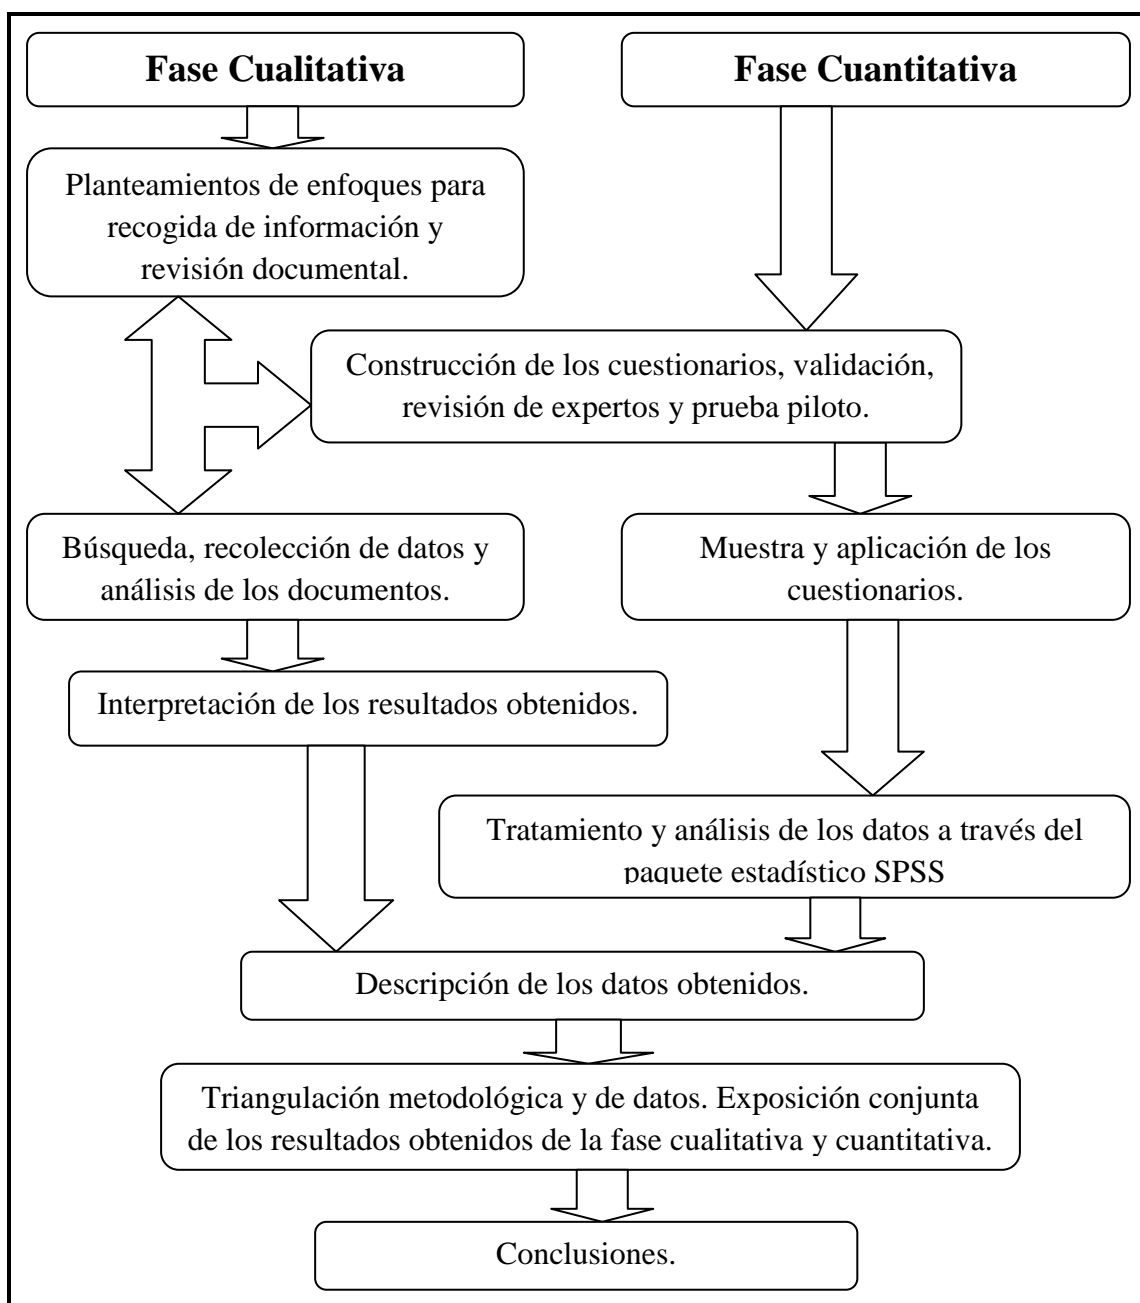 Fase Cualitativa
Fase Cuantitativa
Planteamientos de enfoques para
recogida de información y
revisión documental.
Construcción de los cuestionarios, validación,
revisión de expertos y prueba piloto.
Búsqueda, recolección de datos y
análisis de los documentos.
Muestra y aplicación de los
cuestionarios.
Interpretación de los resultados obtenidos.
Tratamiento y análisis de los datos a través del
paquete estadístico SPSS
Descripción de los datos obtenidos.
Triangulación metodológica y de datos. Exposición conjunta
de los resultados obtenidos de la fase cualitativa y cuantitativa.
Conclusiones.